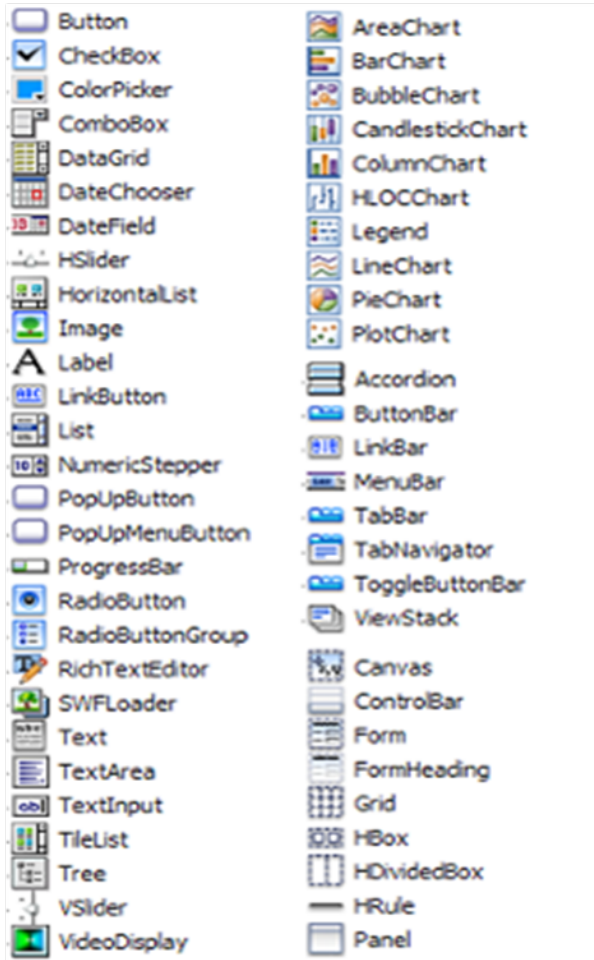 Button
CheckBox
ColorPicker
ComboBox
DataGrid
DateChooser
DateField
HSlider
HorizontalList
Image
Label
LinkButton
List
NumericStepper
PopUpButton
PopUpMenuButton
ProgressBar
RadioButton
RadioButtonGroup
RichTextEditor
SWFLoader
Text
TextArea
TextInput
TileList
Tree
VSlider
VideoDisplay
AreaChart
BarChart
BubbleChart
CandlestickChart
ColumnChart
HLOCChart
Legend
LineChart
PieChart
PlotChart
Accordion
ButtonBar
LinkBar
MenuBar
TabBar
TabNavigator
ToggleButtonBar
ViewStack
Canvas
ControlBar
Form
FormHeading
Grid
HBox
HDividedBox
HRule
Panel